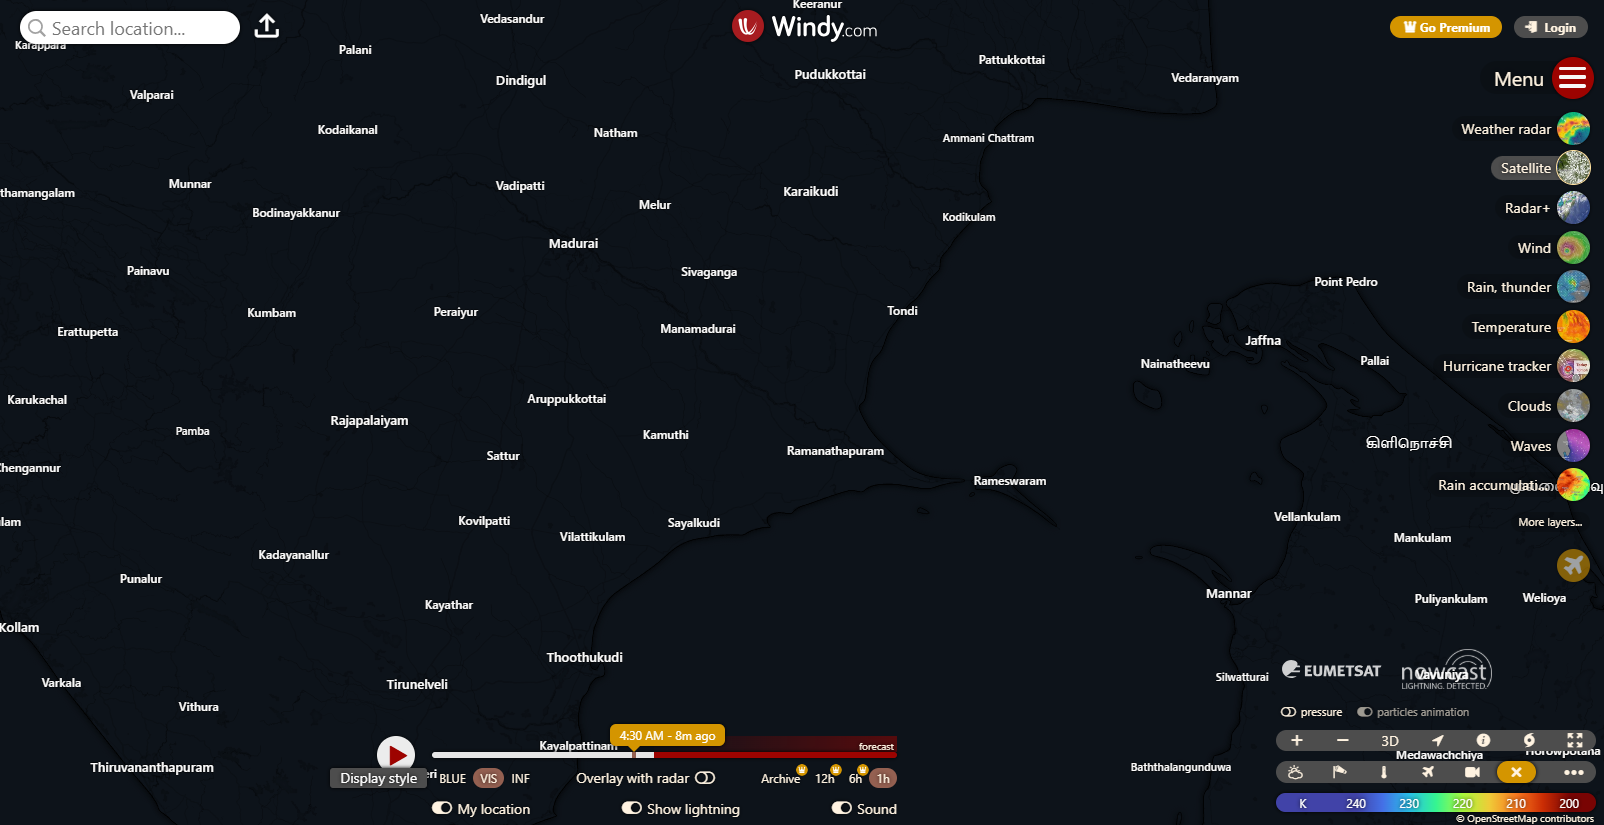 Search location...
Windy.com
Go Premium
Login
Menu
Weather radar
Satellite
Radar+
Wind
Rain, thunder
Temperature
Hurricane tracker
Clouds
Waves
Rain accumulati...
More layers...
Keeranur
Vedasandur
Karappara
Palani
Pattukkottai
Dindigul
Pudukkottai
Vedaranyam
Valparai
Kodaikanal
Natham
Ammani Chattram
thamangalam
Munnar
Vadipatti
Karaikudi
Bodinayakkanur
Melur
Kodikulam
Madurai
Painavu
Sivaganga
Point Pedro
Kumbam
Peraiyur
Tondi
Erattupetta
Manamadurai
Jaffna
Nainatheevu
Pallai
Karukachal
Aruppukkottai
Pamba
Rajapalaiyam
Kamuthi
கிளிநொச்சி
Chengannur
Sattur
Ramanathapuram
Rameswaram
lam
Kovilpatti
Sayalkudi
Vellankulam
Vilattikulam
Mankulam
Kadayanallur
Punalur
Kayathar
Mannar
Puliyankulam
Welioya
Kollam
Thoothukudi
Varkala
Tirunelveli
Silwatturai
Vavuniya
Vithura
Kayalpattinam
Thiruvananthapuram
Baththalangunduwa
Medawachchiya
Horowpotana
EUMETSAT
nowcast
LIGHTNING. DETECTED.
pressure
particles animation
4:30 AM - 8m ago
forecast
Display style
eri
BLUE
VIS
INF
Overlay with radar
Archive
12h
6h
1h
My location
Show lightning
Sound
3D
K 240 230 220 210 200
© OpenStreetMap contributors